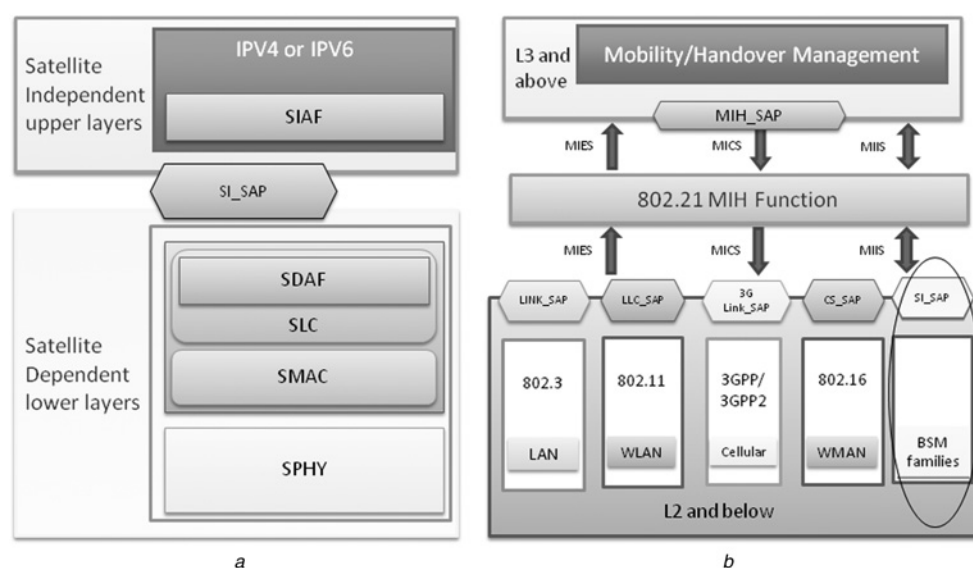 IPV4 or IPV6
Satellite
Independent
upper layers
SIAF
SI_SAP
SDAF
SLC
Satellite
Dependent
lower layers
SMAC
SPHY
a
L3 and
above
Mobility/Handover Management
MIH_SAP
MIES
MICS
MIIS
802.21 MIH Function
MIES
MICS
MIIS
LINK_SAP
LLC_SAP
3G
Link_SAP
CS_SAP
SI_SAP
802.3
802.11
3GPP/
3GPP2
802.16
LAN
WLAN
Cellular
WMAN
BSM
families
L2 and below
b